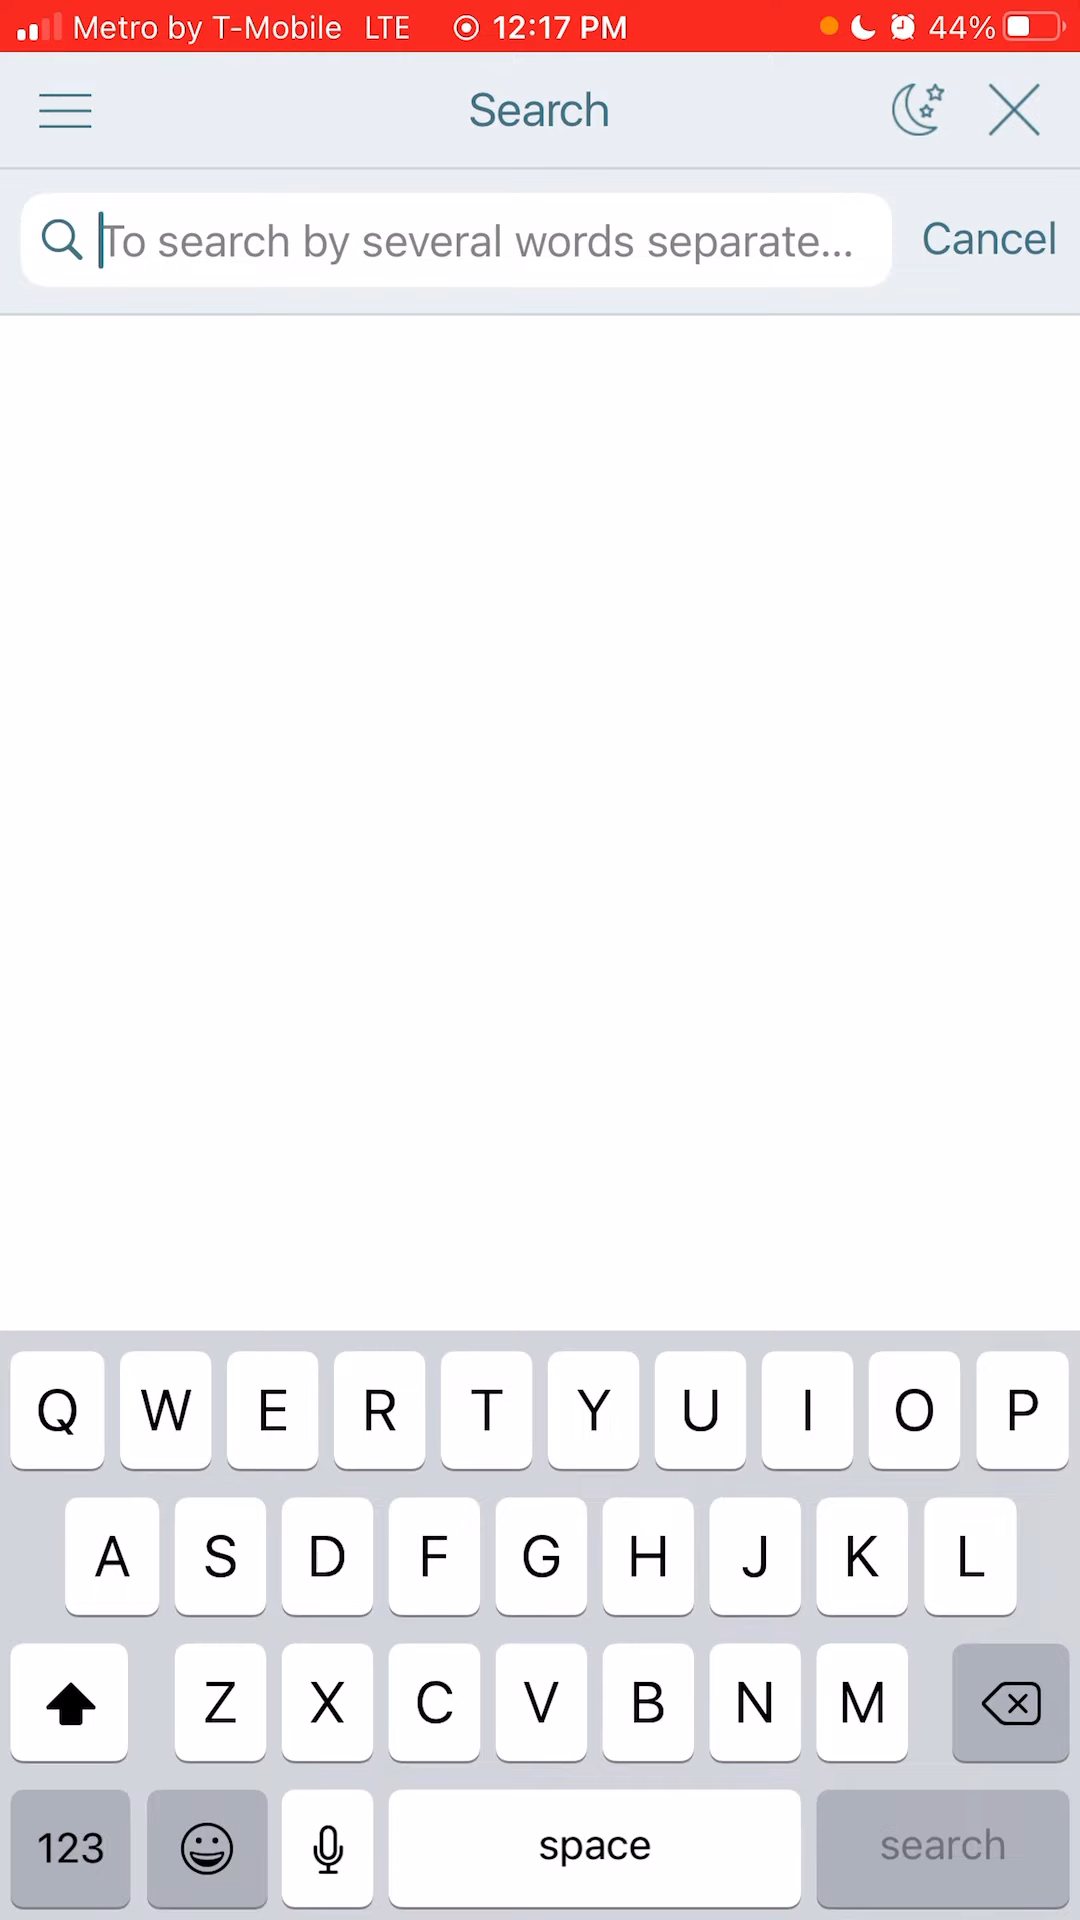 Metro by T-Mobile LTE 12:17 PM 44%
Search
To search by several words separate...
Cancel
Q W E R T Y U I O P
A S D F G H J K L
Z X C V B N M
123 space search